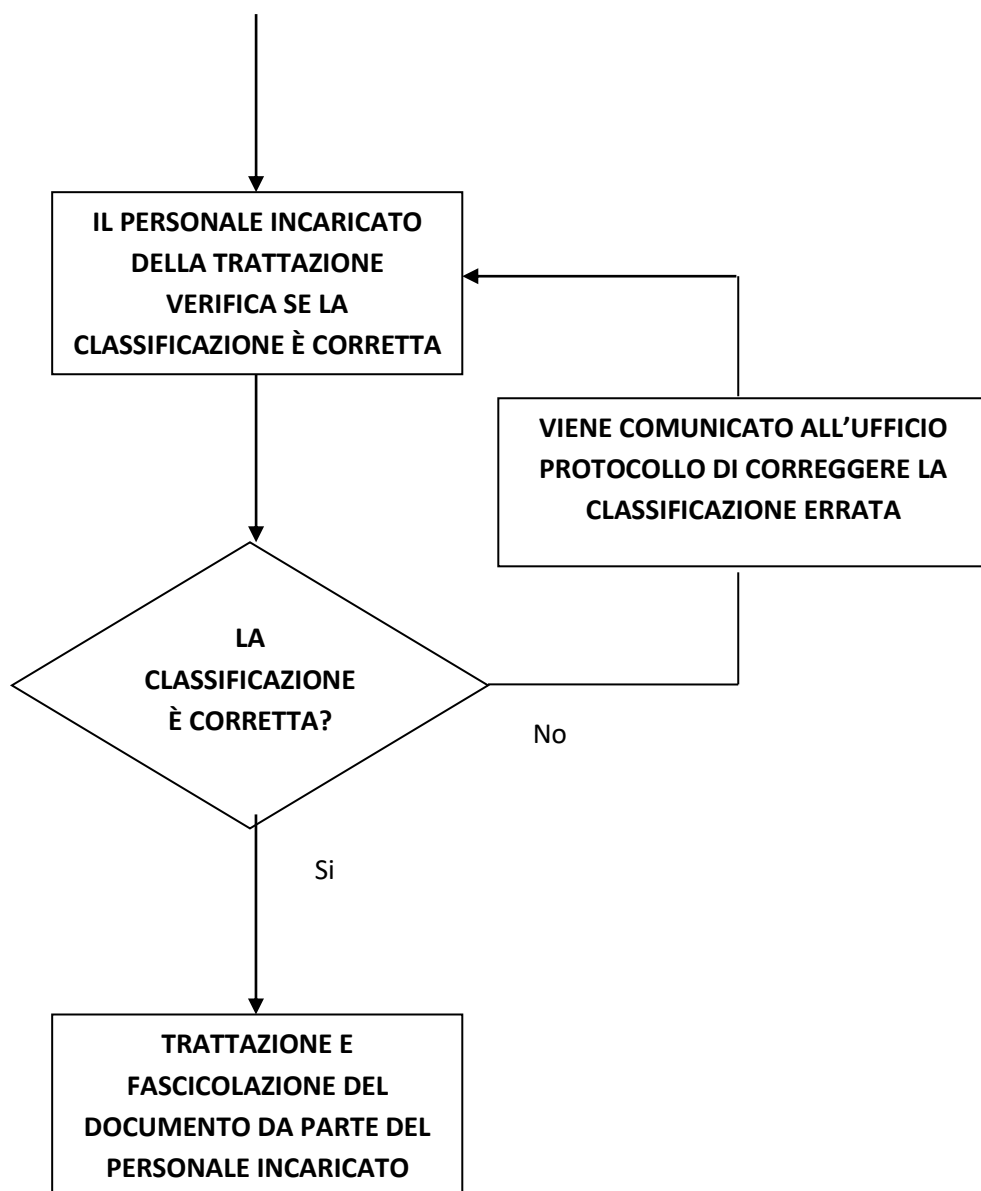 IL PERSONALE INCARICATO
DELLA TRATTAZIONE
VERIFICA SE LA
CLASSIFICAZIONE È CORRETTA
VIENE COMUNICATO ALL’UFFICIO
PROTOCOLLO DI CORREGGERE LA
CLASSIFICAZIONE ERRATA
LA
CLASSIFICAZIONE
È CORRETTA?
No
Si
TRATTAZIONE E
FASCICOLAZIONE DEL
DOCUMENTO DA PARTE DEL
PERSONALE INCARICATO